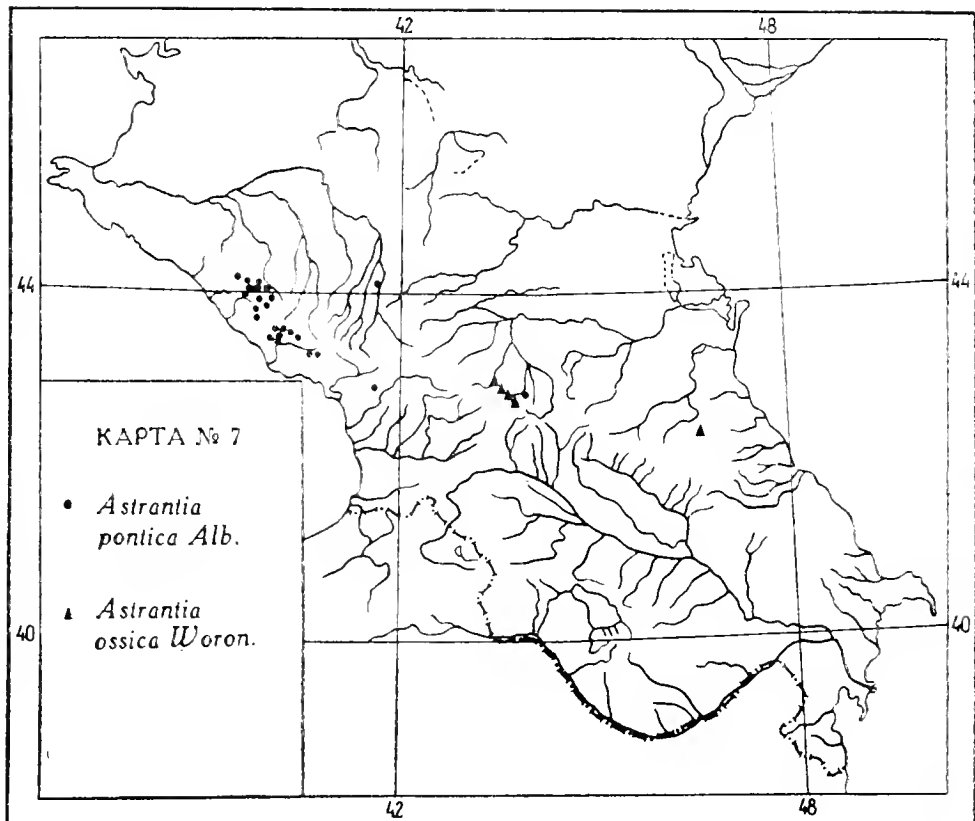 42 48
44 44
КАРТА № 7
Astrantia
pontica Alb.
Astrantia
ossica Woron.
40 40
42 48